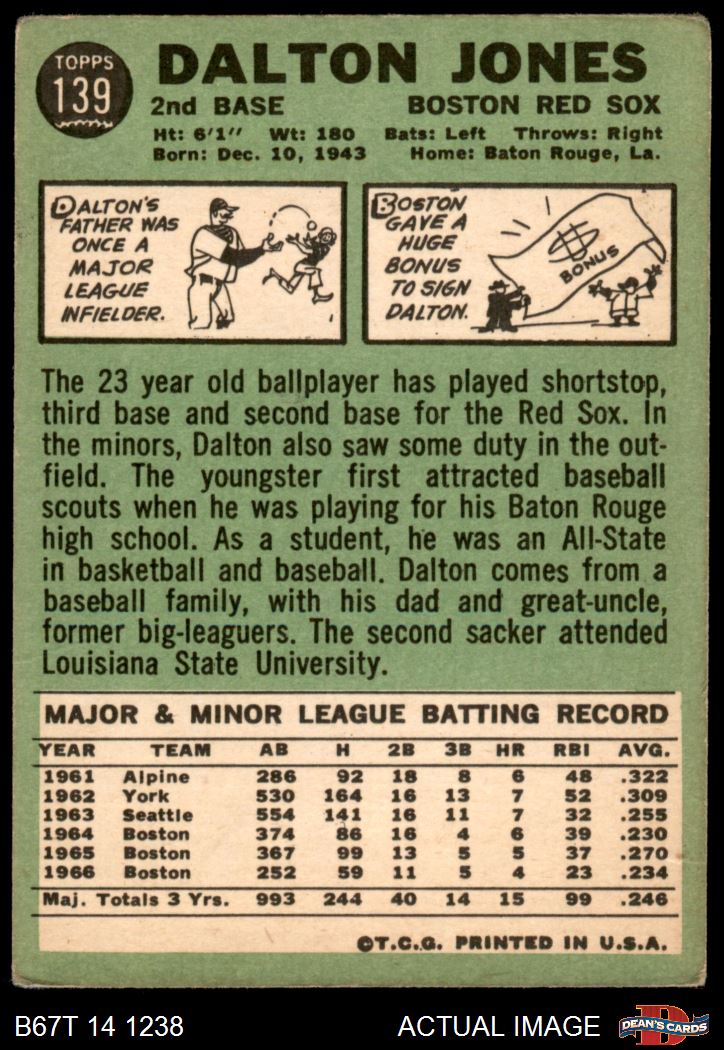 TOPPS
139
DALTON JONES
2nd BASE BOSTON RED SOX
Ht: 6'1" Wt: 180 Bats: Left Throws: Right
Born: Dec. 10, 1943 Home: Baton Rouge, La.
DALTON'S
FATHER WAS
ONCE A
MAJOR
LEAGUE
INFIELDER.
BOSTON
GAVE A
HUGE
BONUS
TO SIGN
DALTON.
BONUS
The 23 year old ballplayer has played shortstop,
third base and second base for the Red Sox. In
the minors, Dalton also saw some duty in the out-
field. The youngster first attracted baseball
scouts when he was playing for his Baton Rouge
high school. As a student, he was an All-State
in basketball and baseball. Dalton comes from a
baseball family, with his dad and great-uncle,
former big-leaguers. The second sacker attended
Louisiana State University.
MAJOR & MINOR LEAGUE BATTING RECORD
YEAR TEAM AB H 2B 3B HR RBI AVG.
1961 Alpine 286 92 18 8 6 48 .322
1962 York 530 164 16 13 7 52 .309
1963 Seattle 554 141 16 11 7 32 .255
1964 Boston 374 86 16 4 6 39 .230
1965 Boston 367 99 13 5 5 37 .270
1966 Boston 252 59 11 5 4 23 .234
Maj. Totals 3 Yrs. 993 244 40 14 15 99 .246
©T.C.G. PRINTED IN U.S.A.
B67T 14 1238 ACTUAL IMAGE
D
DEAN'S CARDS